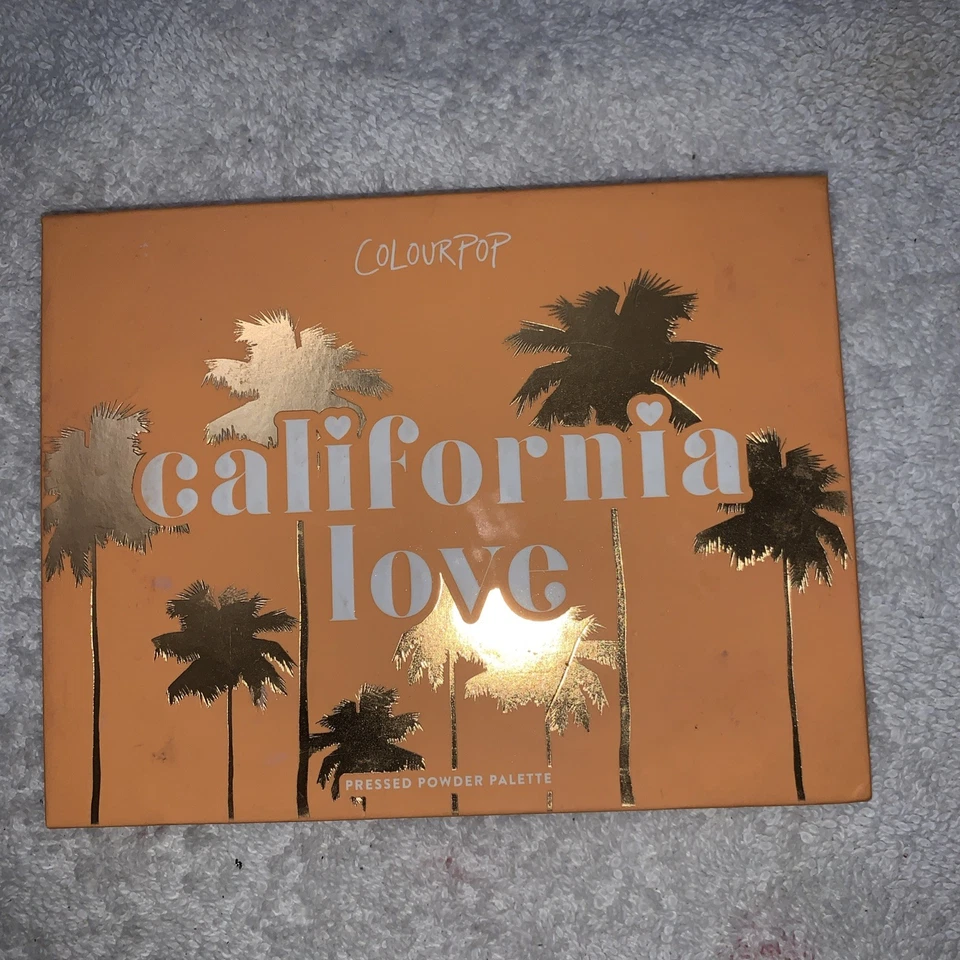 COLOURPOP
california
love
PRESSED POWDER PALETTE